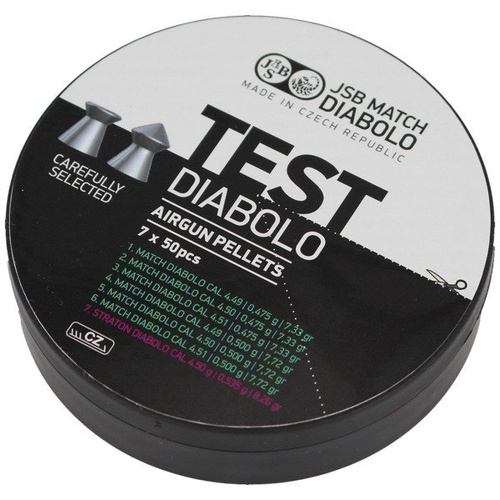 JSB
JSB MATCH
DIABOLO
MADE IN CZECH REPUBLIC
TEST
DIABOLO
AIRGUN PELLETS
7 x 50pcs
CAREFULLY
SELECTED
1. MATCH DIABOLO CAL. 4.49 | 0,475 g | 7,33 gr
2. MATCH DIABOLO CAL. 4.50 | 0,475 g | 7,33 gr
3. MATCH DIABOLO CAL. 4.51 | 0,475 g | 7,33 gr
4. MATCH DIABOLO CAL. 4.49 | 0,500 g | 7,72 gr
5. MATCH DIABOLO CAL. 4.50 | 0,500 g | 7,72 gr
6. MATCH DIABOLO CAL. 4.51 | 0,500 g | 7,72 gr
7. STRATON DIABOLO CAL. 4.50 g | 0,535 g | 8,26 gr
CZ